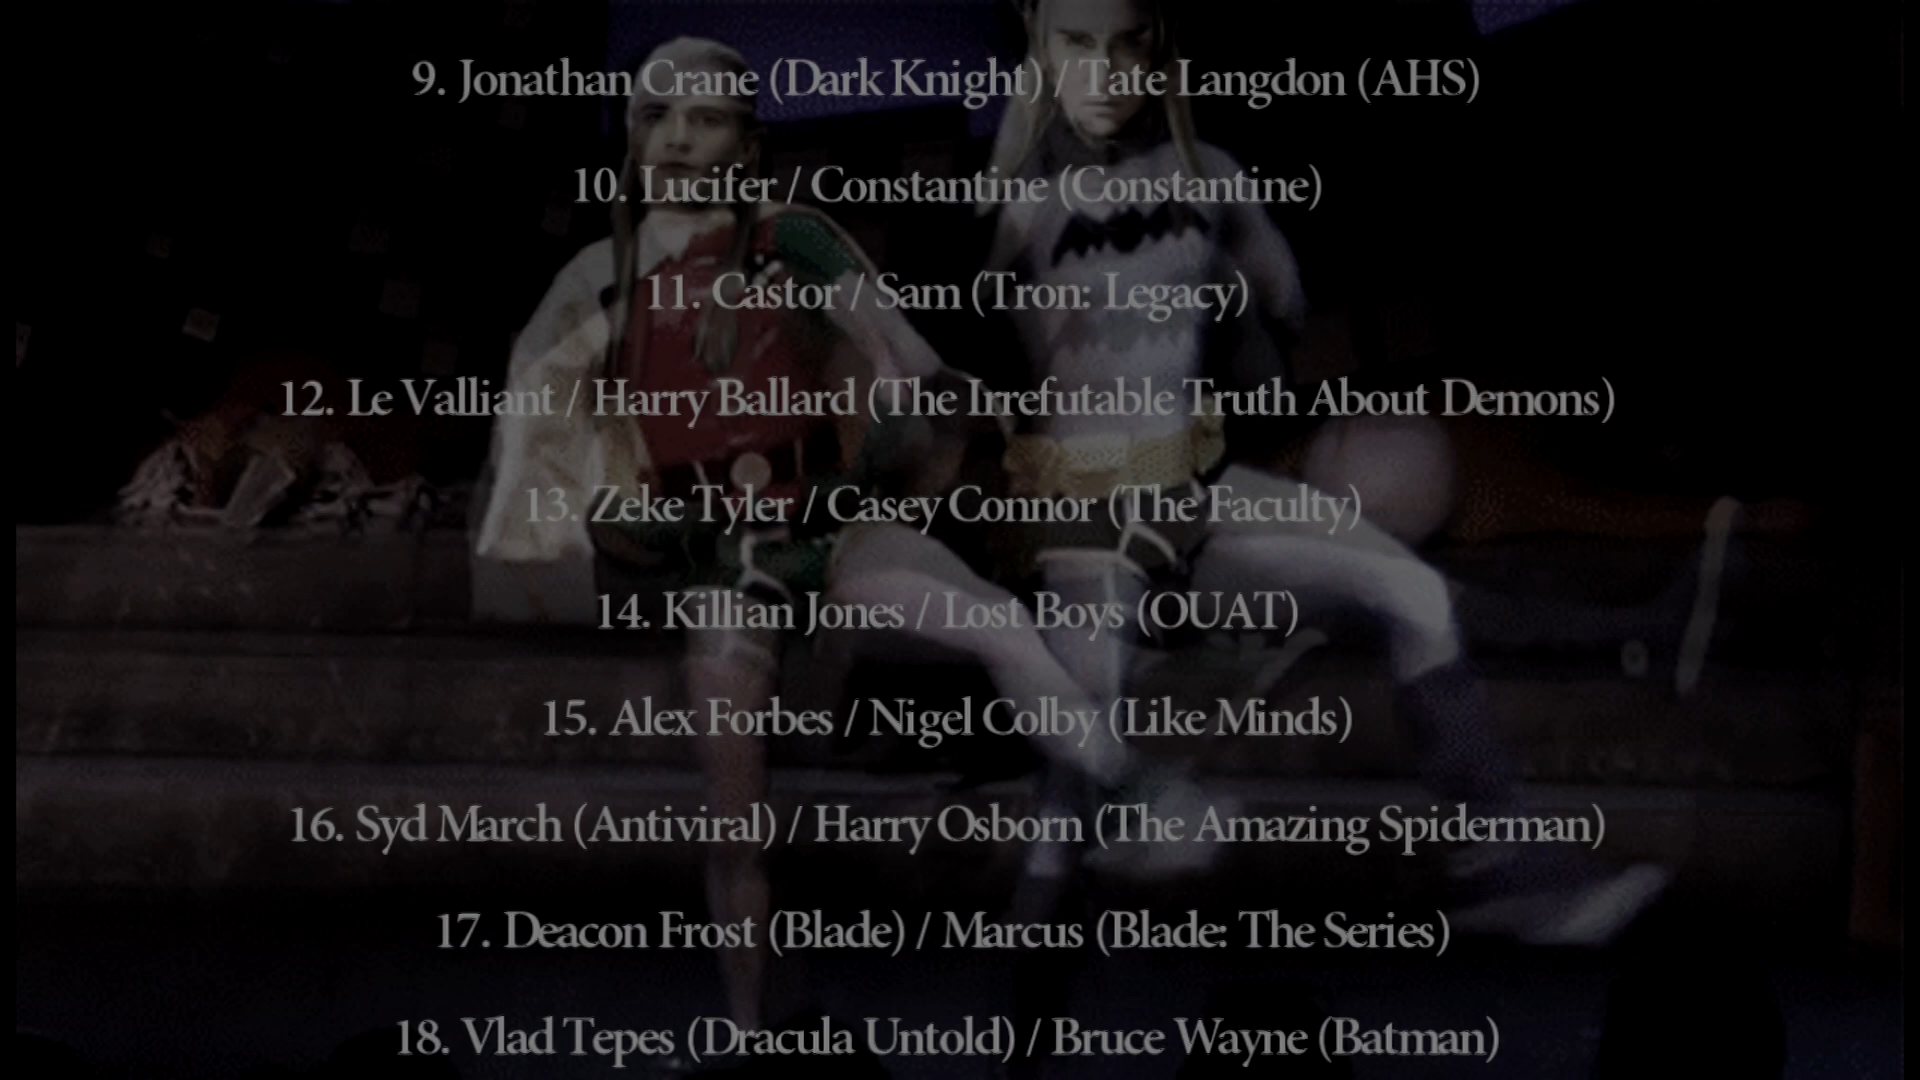 9. Jonathan Crane (Dark Knight) / Tate Langdon (AHS)
10. Lucifer / Constantine (Constantine)
11. Castor / Sam (Tron: Legacy)
12. Le Valliant / Harry Ballard (The Irrefutable Truth About Demons)
13. Zeke Tyler / Casey Connor (The Faculty)
14. Killian Jones / Lost Boys (OUAT)
15. Alex Forbes / Nigel Colby (Like Minds)
16. Syd March (Antiviral) / Harry Osborn (The Amazing Spiderman)
17. Deacon Frost (Blade) / Marcus (Blade: The Series)
18. Vlad Tepes (Dracula Untold) / Bruce Wayne (Batman)